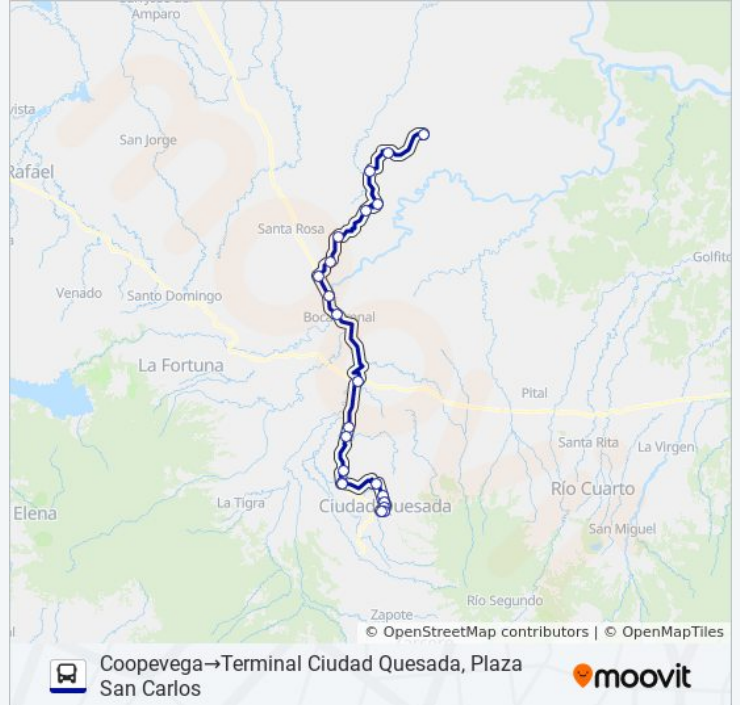 Amparo
vista
San Jorge
Rafael
Santa Rosa
Golfito
Venado
Santo Domingo
La Fortuna
Pital
Santa Rita
La Virgen
La Tigra
Ciudad Quesada
Río Cuarto
Elena
San Miguel
Río Segundo
Zapote
© OpenStreetMap contributors | © OpenMapTiles
Coopevega→Terminal Ciudad Quesada, Plaza
San Carlos
moovit